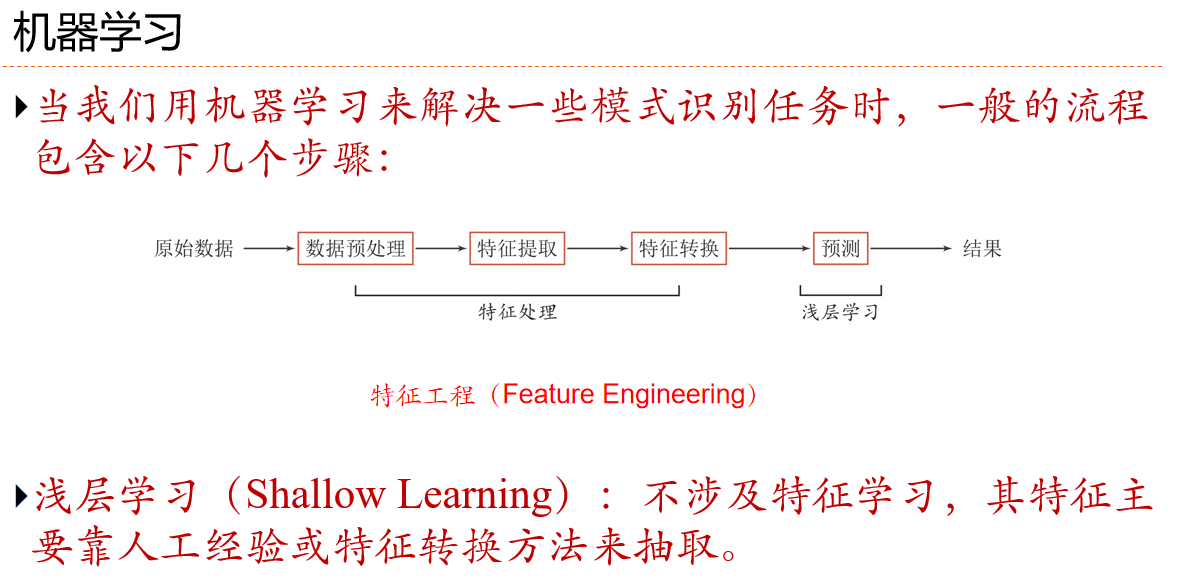 机器学习
当我们用机器学习来解决一些模式识别任务时，一般的流程
包含以下几个步骤：
原始数据 数据预处理 特征提取 特征转换 预测 结果
特征处理 浅层学习
特征工程（Feature Engineering）
浅层学习（Shallow Learning）：不涉及特征学习，其特征主
要靠人工经验或特征转换方法来抽取。